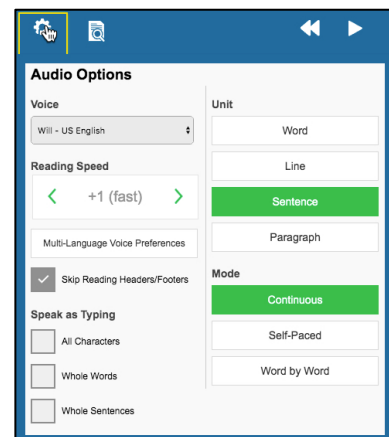 Audio Options
Voice
Will - US English
Reading Speed
+1 (fast)
Multi-Language Voice Preferences
Skip Reading Headers/Footers
Speak as Typing
All Characters
Whole Words
Whole Sentences
Unit
Word
Line
Sentence
Paragraph
Mode
Continuous
Self-Paced
Word by Word